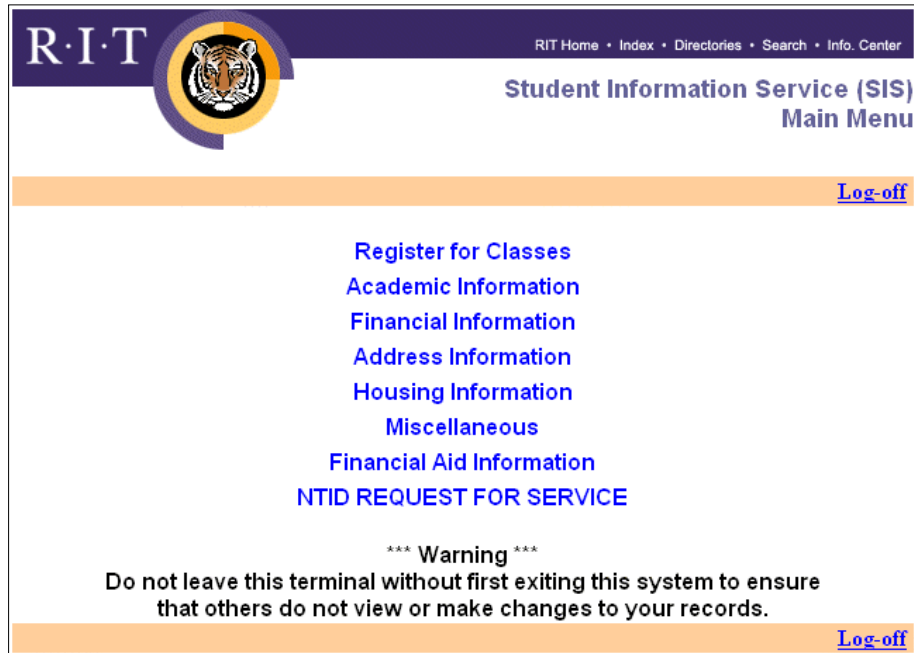 R·I·T
RIT Home • Index • Directories • Search • Info. Center
Student Information Service (SIS)
Main Menu
Log-off
Register for Classes
Academic Information
Financial Information
Address Information
Housing Information
Miscellaneous
Financial Aid Information
NTID REQUEST FOR SERVICE
*** Warning ***
Do not leave this terminal without first exiting this system to ensure
that others do not view or make changes to your records.
Log-off